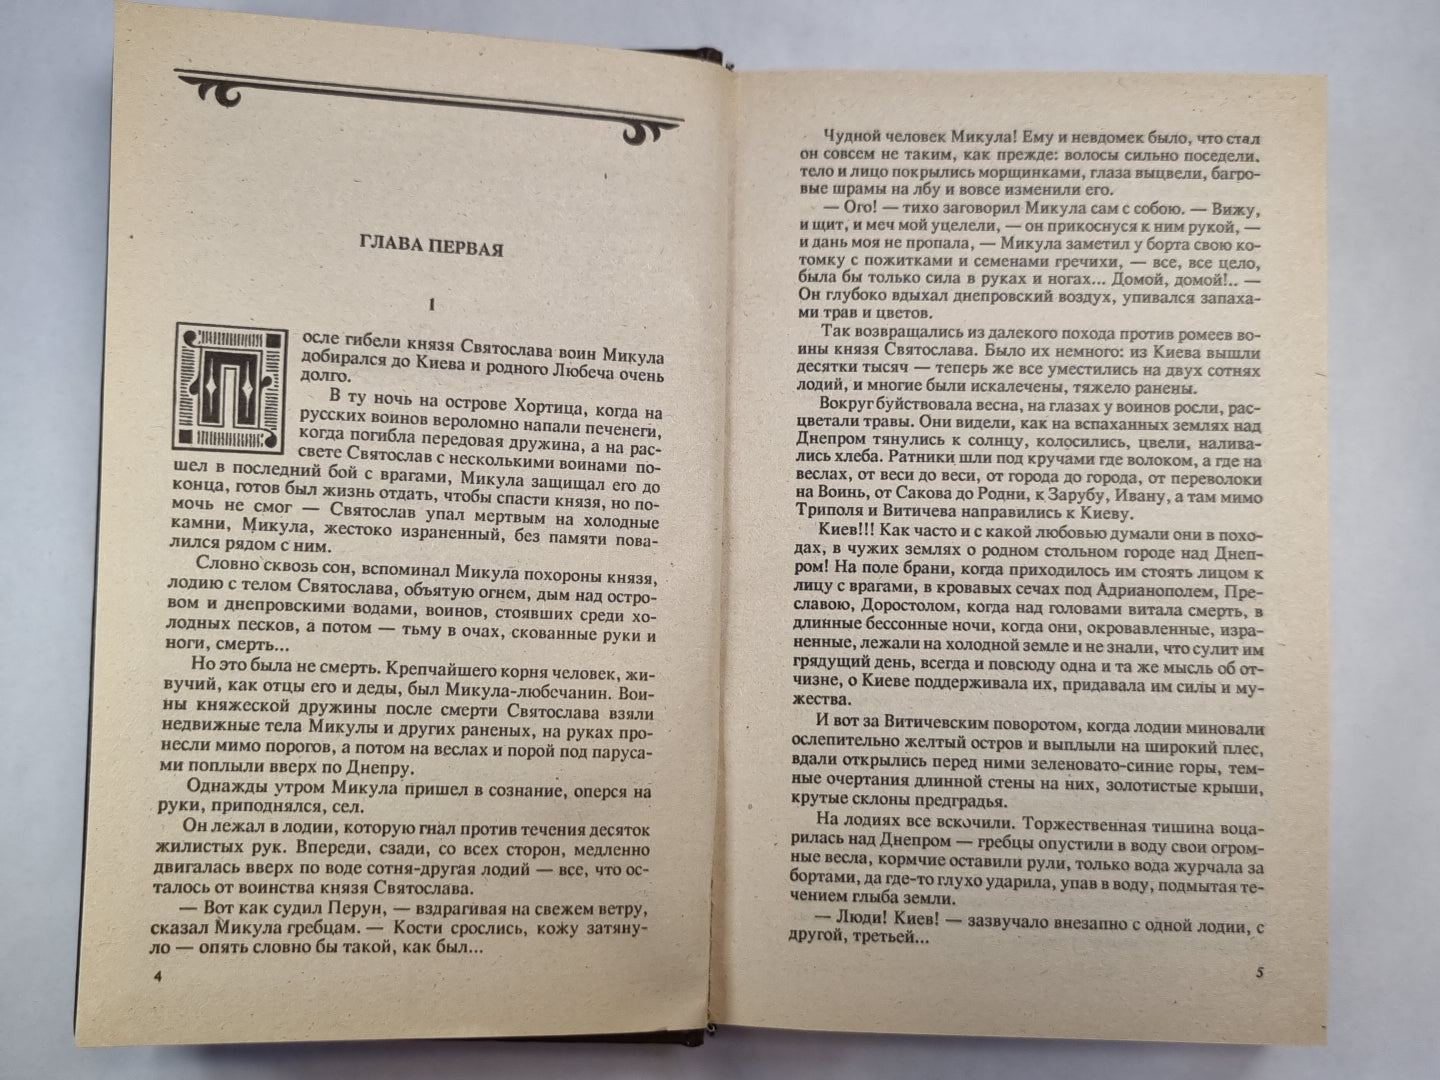 ГЛАВА ПЕРВАЯ
1
После гибели князя Святослава воин Микула
добирался до Киева и родного Любеча очень
долго.
В ту ночь на острове Хортица, когда на
русских воинов вероломно напали печенеги,
когда погибла передовая дружина, а на рас-
свете Святослав с несколькими воинами по-
шел в последний бой с врагами, Микула защищал его до
конца, готов был жизнь отдать, чтобы спасти князя, но по-
мочь не смог — Святослав упал мертвым на холодные
камни, Микула, жестоко израненный, без памяти пова-
лился рядом с ним.
Словно сквозь сон, вспоминал Микула похороны князя,
лодию с телом Святослава, объятую огнем, дым над остро-
вом и днепровскими водами, воинов, стоявших среди хо-
лодных песков, а потом — тьму в очах, скованные руки и
ноги, смерть...
Но это была не смерть. Крепчайшего корня человек, жи-
вучий, как отцы его и деды, был Микула-любечанин. Вои-
ны княжеской дружины после смерти Святослава взяли
недвижные тела Микулы и других раненых, на руках про-
несли мимо порогов, а потом на веслах и порой под паруса-
ми поплыли вверх по Днепру.
Однажды утром Микула пришел в сознание, оперся на
руки, приподнялся, сел.
Он лежал в лодии, которую гнал против течения десяток
жилистых рук. Впереди, сзади, со всех сторон, медленно
двигалась вверх по воде сотня-другая лодий — все, что ос-
талось от воинства князя Святослава.
— Вот как судил Перун, — вздрагивая на свежем ветру,
сказал Микула гребцам. — Кости срослись, кожу затяну-
ло — опять словно бы такой, как был...
4
Чудной человек Микула! Ему и невдомек было, что стал
он совсем не таким, как прежде: волосы сильно поседели,
тело и лицо покрылись морщинками, глаза выцвели, багро-
вые шрамы на лбу и вовсе изменили его.
— Ого! — тихо заговорил Микула сам с собою. — Вижу,
и щит, и меч мой уцелели, — он прикоснулся к ним рукой, —
и дань моя не пропала, — Микула заметил у борта свою ко-
томку с пожитками и семенами гречихи, — все, все цело,
была бы только сила в руках и ногах... Домой, домой!.. —
Он глубоко вдыхал днепровский воздух, упивался запаха-
ми трав и цветов.
Так возвращались из далекого похода против ромеев во-
ины князя Святослава. Было их немного: из Киева вышли
десятки тысяч — теперь же все уместились на двух сотнях
лодий, и многие были искалечены, тяжело ранены.
Вокруг буйствовала весна, на глазах у воинов росли, рас-
цветали травы. Они видели, как на вспаханных землях над
Днепром тянулись к солнцу, колосились, цвели, налива-
лись хлеба. Ратники шли под кручами где волоком, а где на
веслах, от веси до веси, от города до города, от переволоки
на Воинь, от Сакова до Родни, к Зарубу, Ивану, а там мимо
Триполя и Витичева направились к Киеву.
Киев!!! Как часто и с какой любовью думали они в похо-
дах, в чужих землях о родном стольном городе над Днеп-
ром! На поле брани, когда приходилось им стоять лицом к
лицу с врагами, в кровавых сечах под Адрианополем, Пре-
славою, Доростолом, когда над головами витала смерть, в
длинные бессонные ночи, когда они, окровавленные, изра-
ненные, лежали на холодной земле и не знали, что сулит им
грядущий день, всегда и повсюду одна и та же мысль об от-
чизне, о Киеве поддерживала их, придавала им силы и му-
жества.
И вот за Витичевским поворотом, когда лодии миновали
ослепительно желтый остров и выплыли на широкий плес,
вдали открылись перед ними зеленовато-синие горы, тем-
ные очертания длинной стены на них, золотистые крыши,
крутые склоны предградья.
На лодиях все вскочили. Торжественная тишина воца-
рилась над Днепром — гребцы опустили в воду свои огром-
ные весла, кормчие оставили рули, только вода журчала за
бортами, да где-то глухо ударила, упав в воду, подмытая те-
чением глыба земли.
— Люди! Киев! — зазвучало внезапно с одной лодии, с
другой, третьей...
5